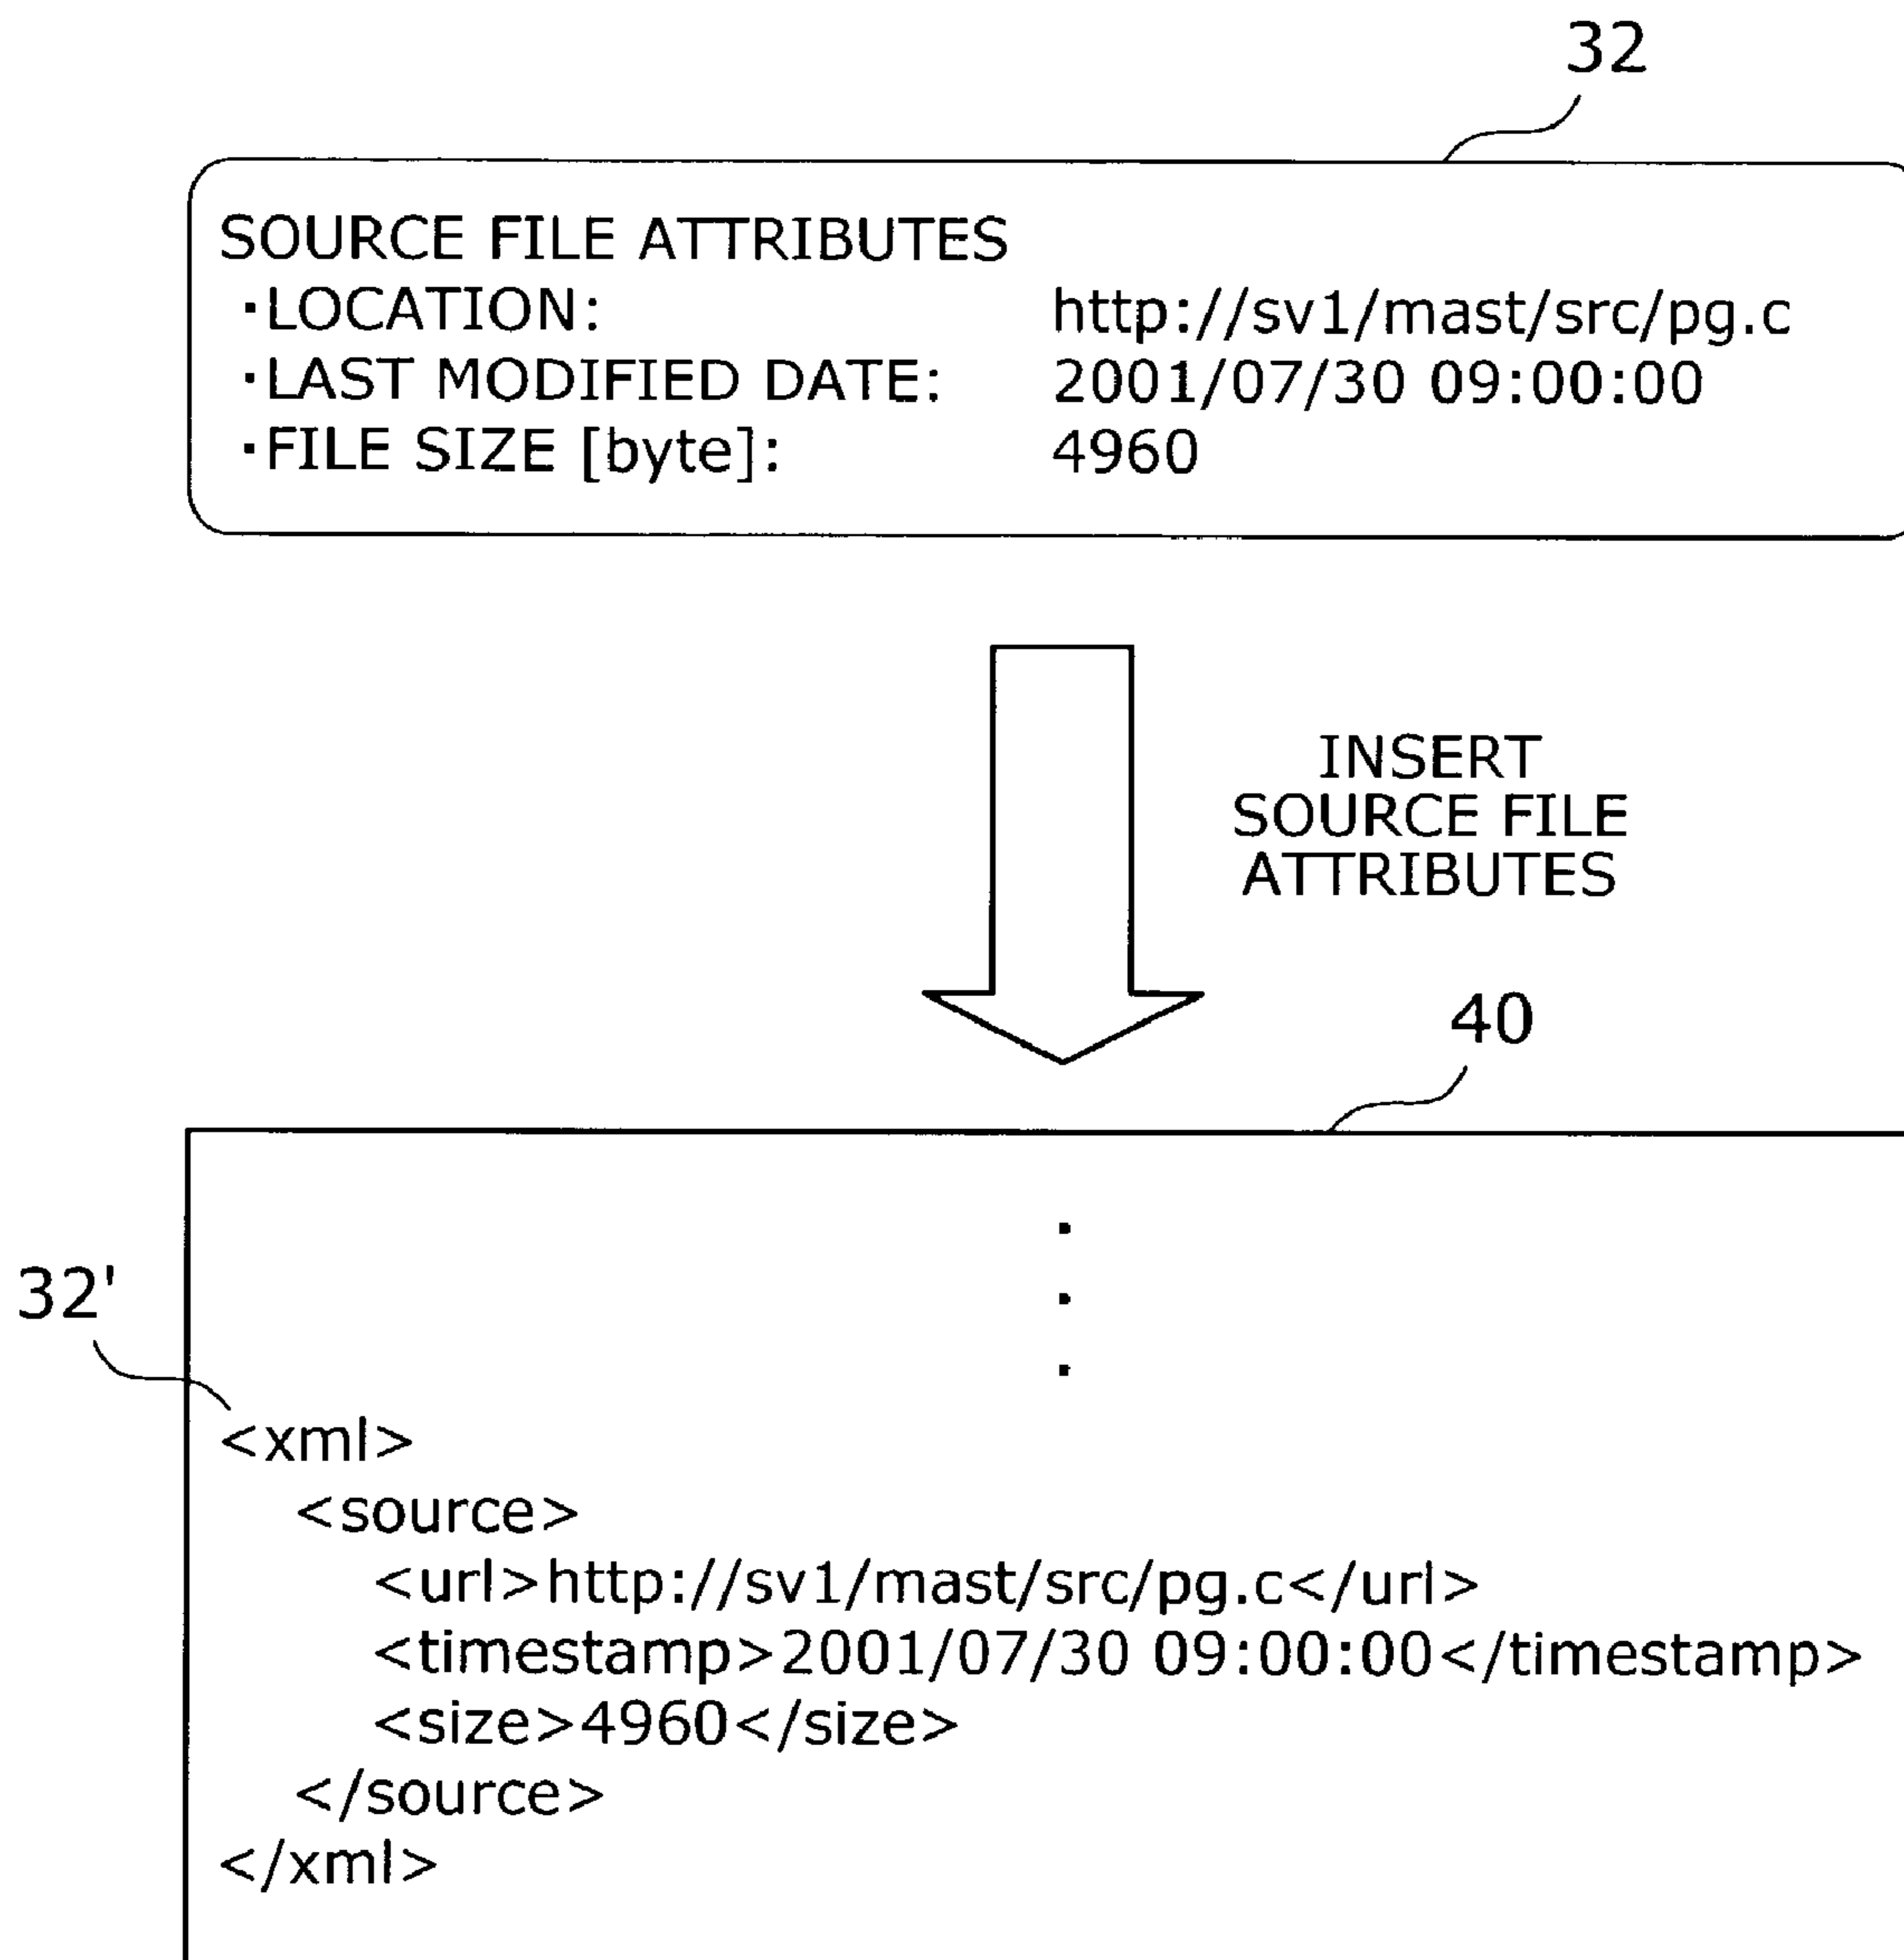 32
SOURCE FILE ATTRIBUTES
·LOCATION: http://sv1/mast/src/pg.c
·LAST MODIFIED DATE: 2001/07/30 09:00:00
·FILE SIZE [byte]: 4960
INSERT
SOURCE FILE
ATTRIBUTES
40
32'
<xml>
<source>
<url>http://sv1/mast/src/pg.c</url>
<timestamp>2001/07/30 09:00:00</timestamp>
<size>4960</size>
</source>
</xml>